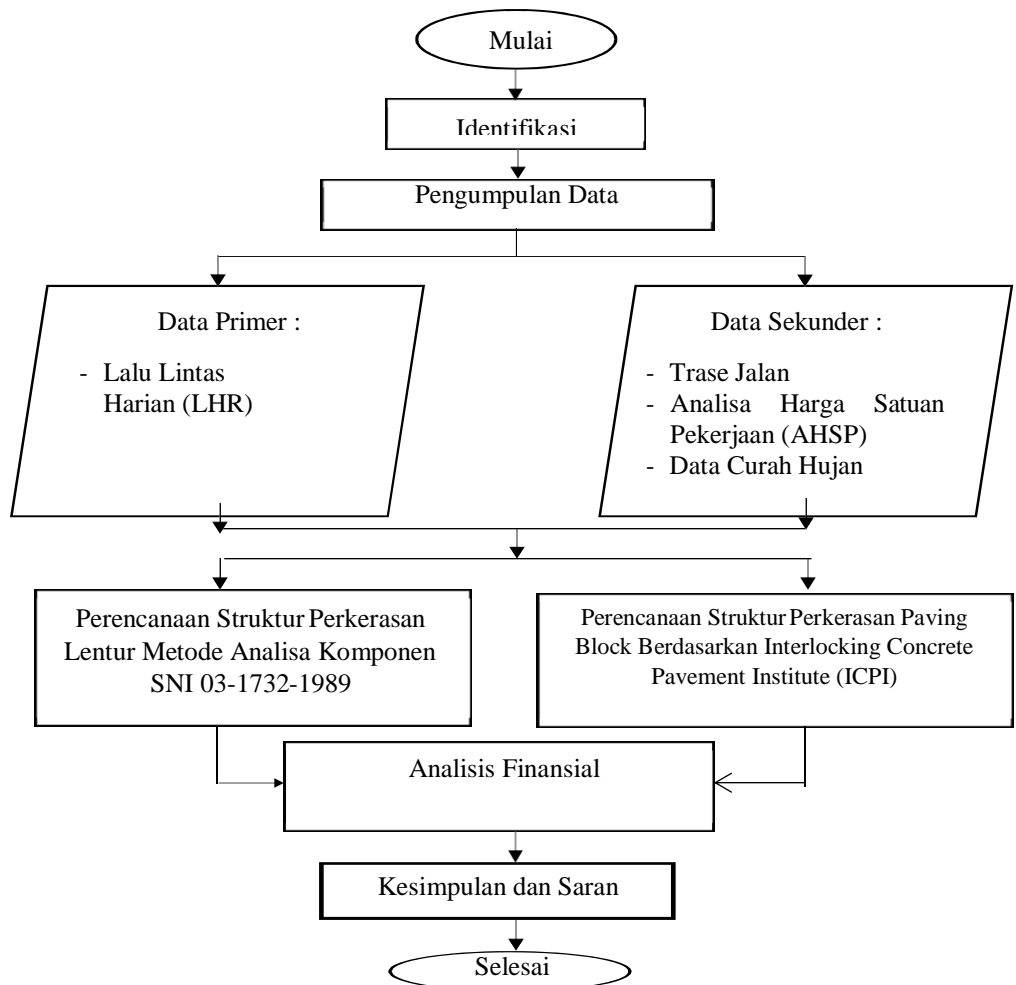 Mulai
Identifikasi
Pengumpulan Data
Data Primer :
- Lalu Lintas
Harian (LHR)
Data Sekunder :
- Trase Jalan
- Analisa Harga Satuan
Pekerjaan (AHSP)
- Data Curah Hujan
Perencanaan Struktur Perkerasan
Lentur Metode Analisa Komponen
SNI 03-1732-1989
Perencanaan Struktur Perkerasan Paving
Block Berdasarkan Interlocking Concrete
Pavement Institute (ICPI)
Analisis Finansial
Kesimpulan dan Saran
Selesai